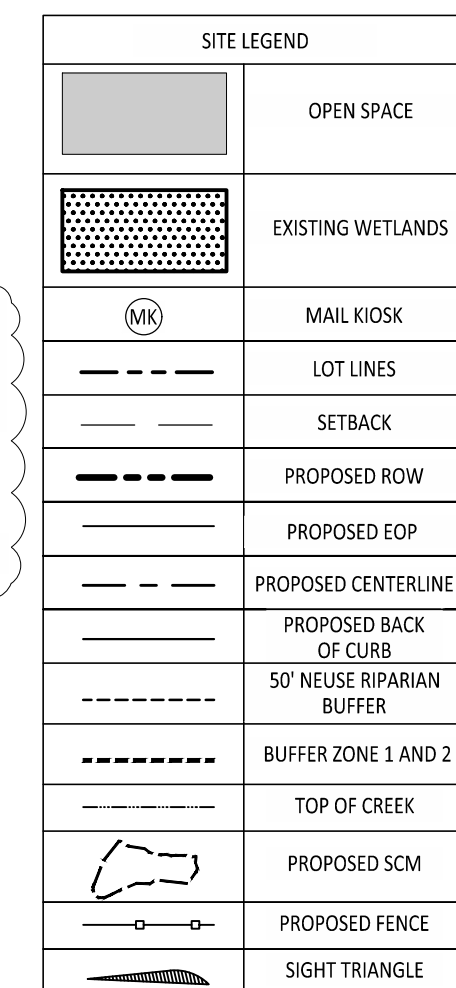 SITE LEGEND
OPEN SPACE
EXISTING WETLANDS
MK
MAIL KIOSK
LOT LINES
SETBACK
PROPOSED ROW
PROPOSED EOP
PROPOSED CENTERLINE
PROPOSED BACK
OF CURB
50' NEUSE RIPARIAN
BUFFER
BUFFER ZONE 1 AND 2
TOP OF CREEK
PROPOSED SCM
PROPOSED FENCE
SIGHT TRIANGLE